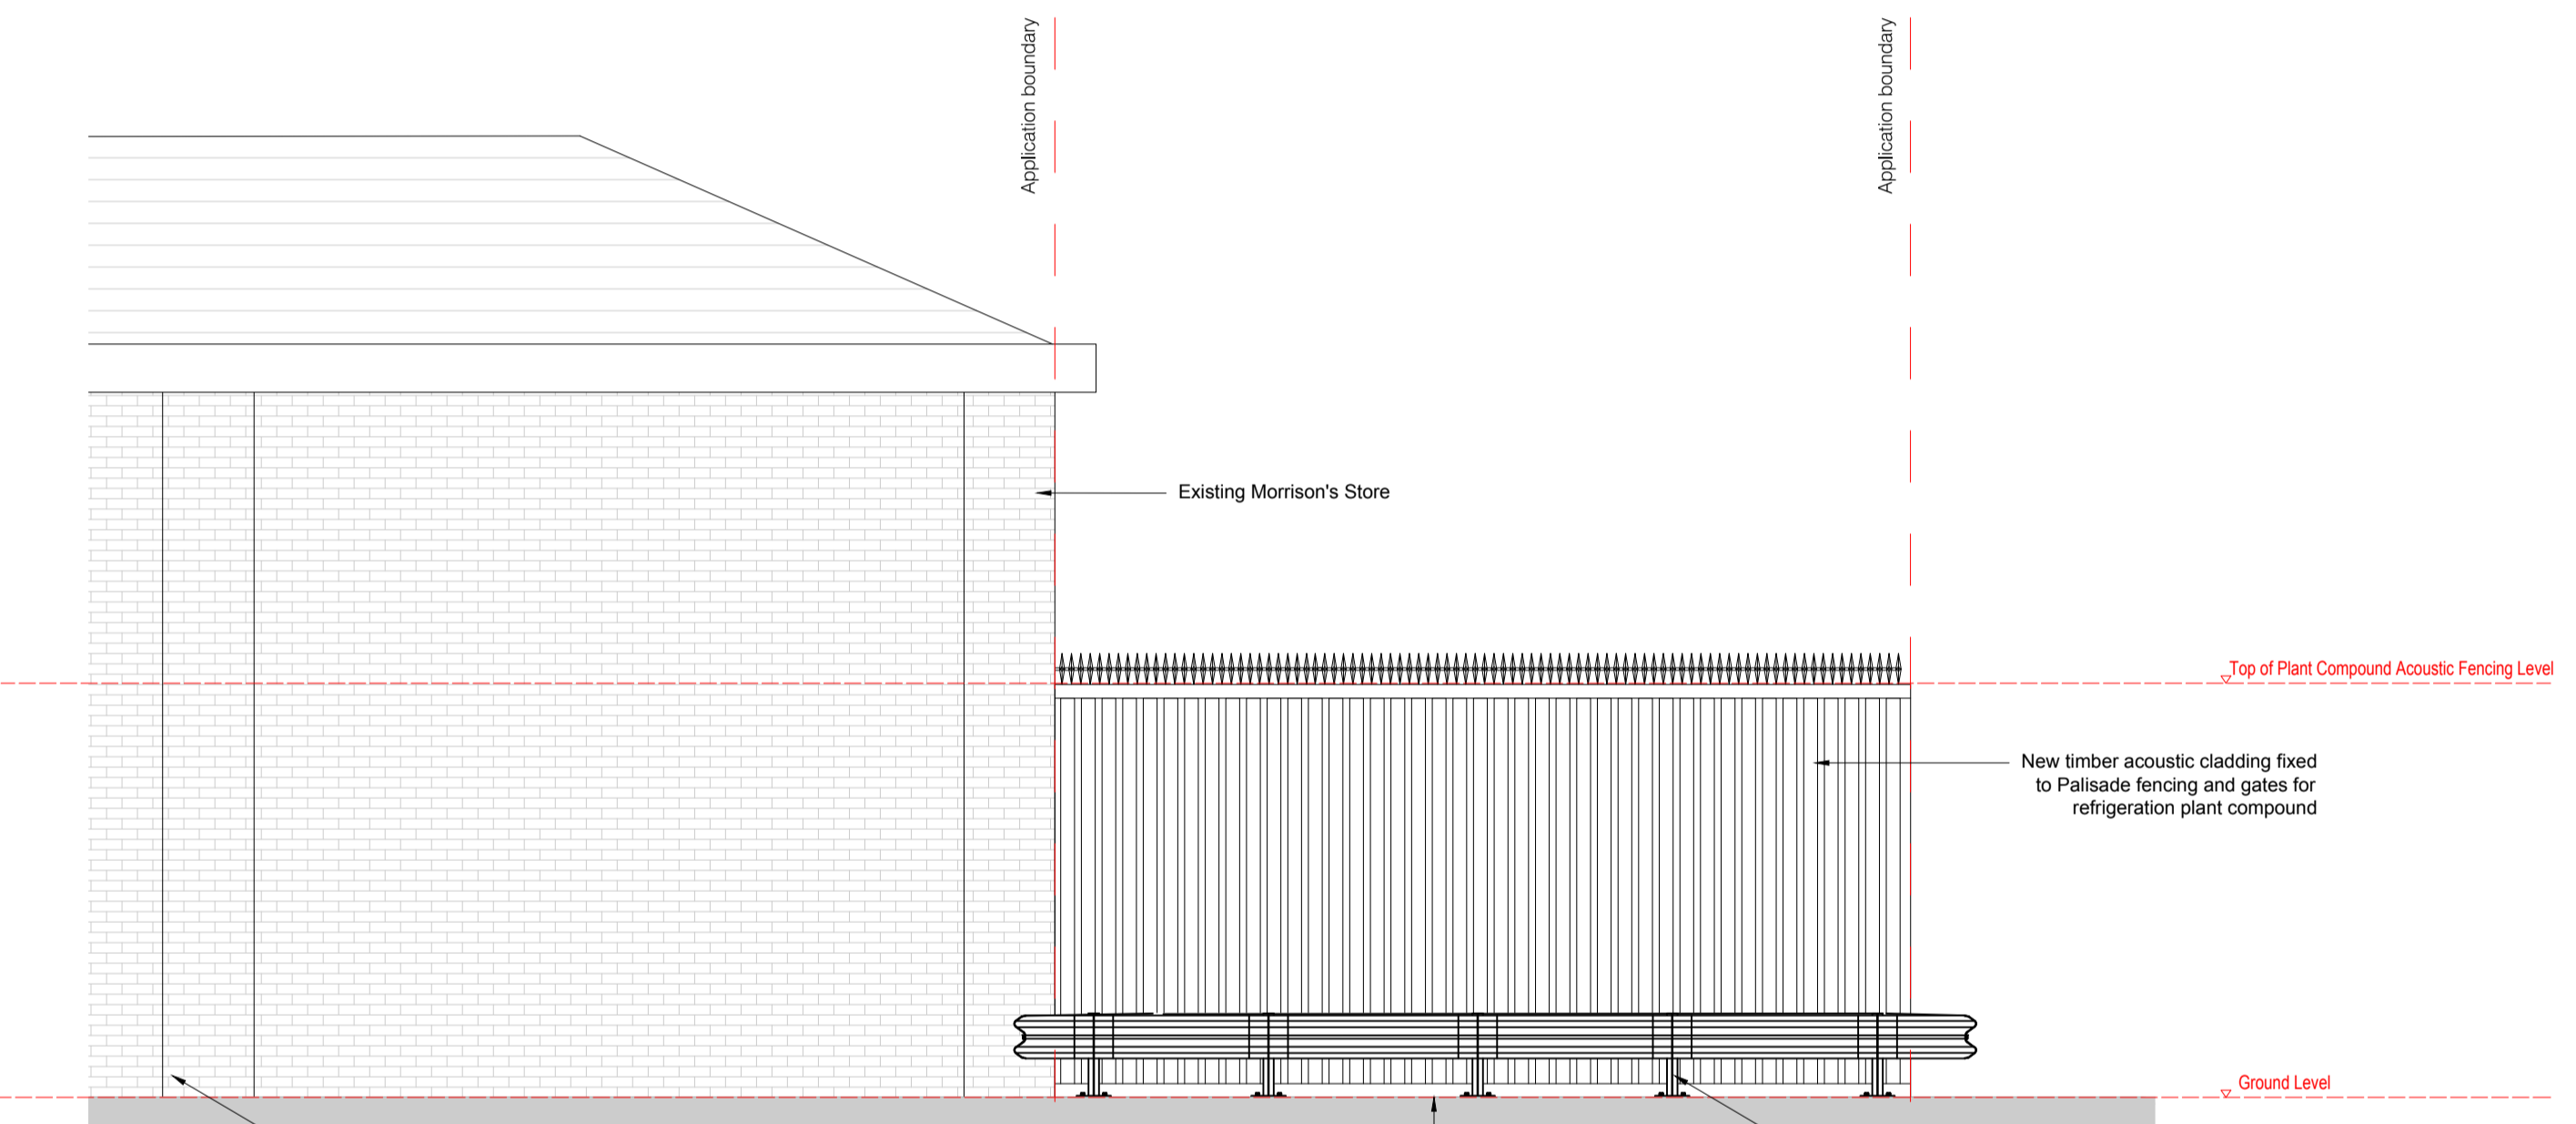 Application boundary
Application boundary
Existing Morrison's Store
Top of Plant Compound Acoustic Fencing Level
New timber acoustic cladding fixed
to Palisade fencing and gates for
refrigeration plant compound
Ground Level